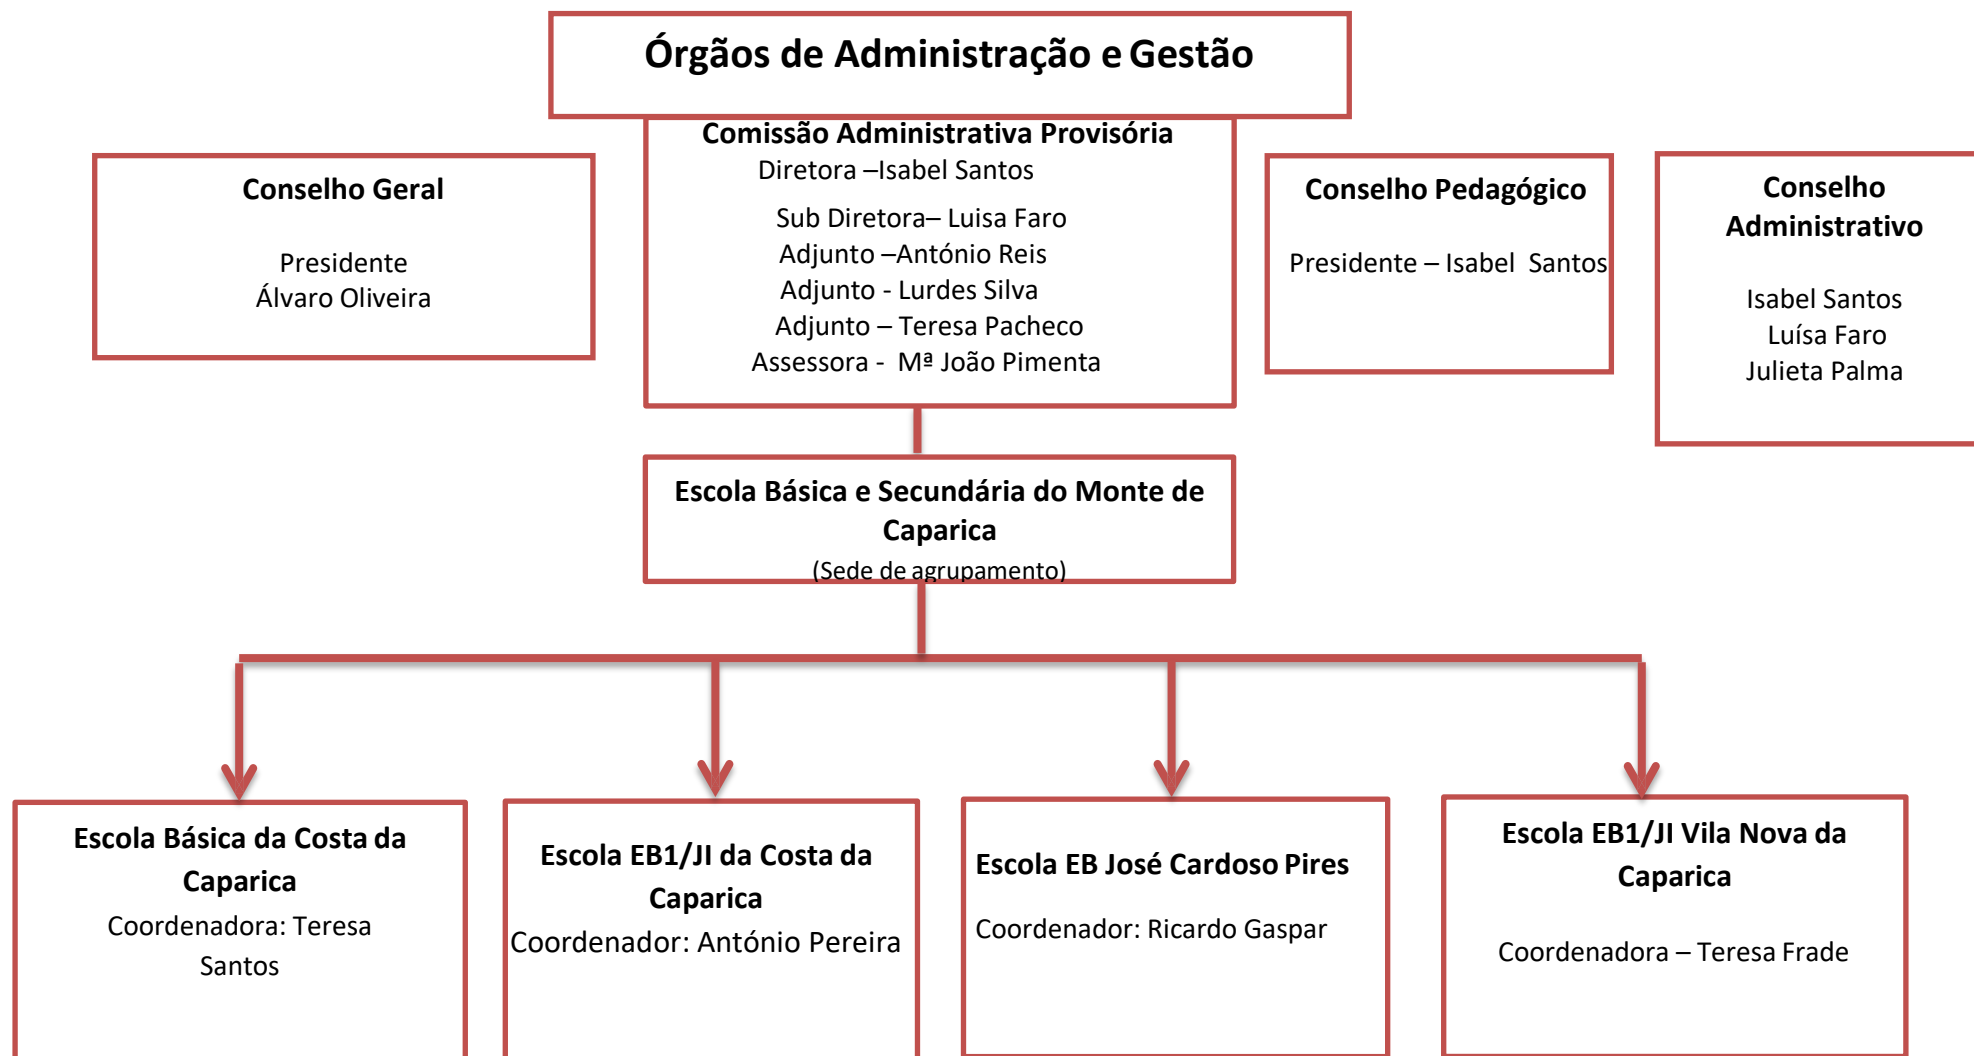 Órgãos de Administração e Gestão
Comissão Administrativa Provisória
Diretora –Isabel Santos
Sub Diretora– Luisa Faro
Adjunto –António Reis
Adjunto - Lurdes Silva
Adjunto – Teresa Pacheco
Assessora - Mª João Pimenta
Conselho Geral
Presidente
Álvaro Oliveira
Conselho Pedagógico
Presidente – Isabel Santos
Conselho
Administrativo
Isabel Santos
Luísa Faro
Julieta Palma
Escola Básica e Secundária do Monte de
Caparica
(Sede de agrupamento)
Escola Básica da Costa da
Caparica
Coordenadora: Teresa
Santos
Escola EB1/JI da Costa da
Caparica
Coordenador: António Pereira
Escola EB José Cardoso Pires
Coordenador: Ricardo Gaspar
Escola EB1/JI Vila Nova da
Caparica
Coordenadora – Teresa Frade